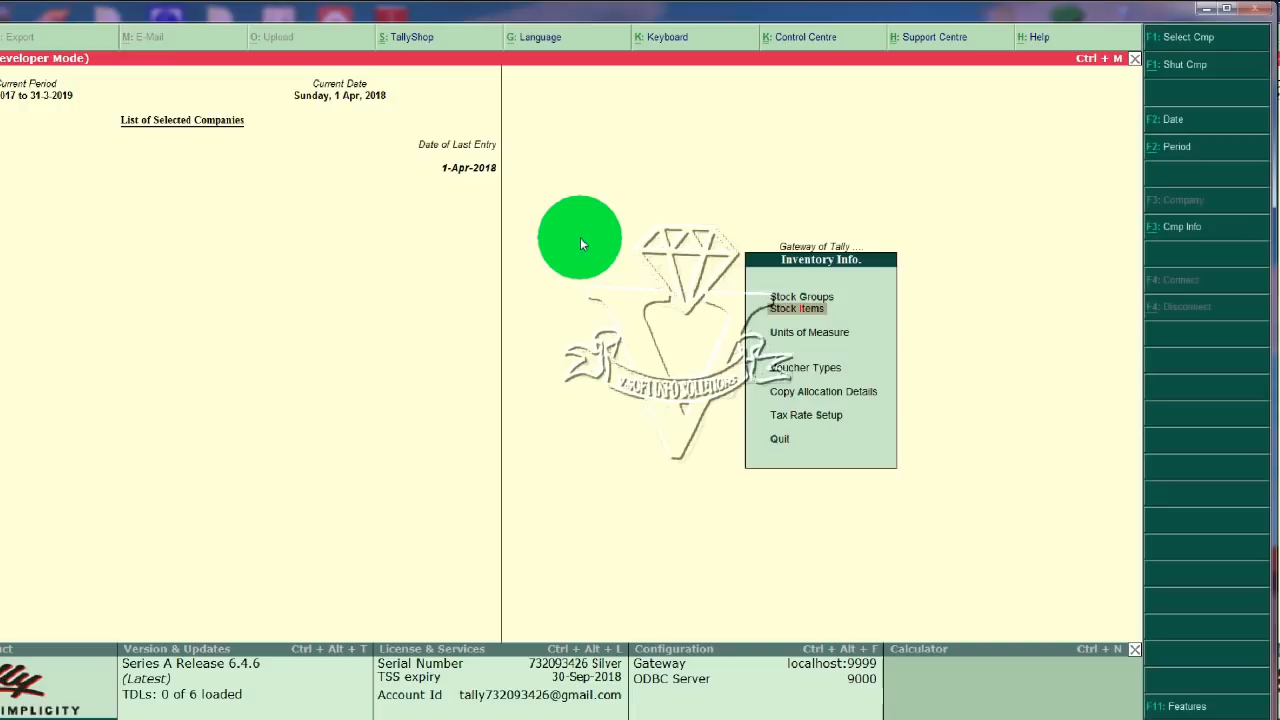 : Export
M: E-Mail
O: Upload
S: TallyShop
G: Language
K: Keyboard
K: Control Centre
H: Support Centre
H: Help
F1: Select Cmp
eveloper Mode)
Ctrl + M
F1: Shut Cmp
urrent Period
Current Date
017 to 31-3-2019
Sunday, 1 Apr, 2018
List of Selected Companies
F2: Date
Date of Last Entry
F2: Period
1-Apr-2018
F3: Company
F3: Cmp Info
Gateway of Tally ....
Inventory Info.
F4: Connect
Stock Groups
Stock Items
F4: Disconnect
Units of Measure
Voucher Types
Copy Allocation Details
Tax Rate Setup
Quit
ct
Version & Updates
Ctrl + Alt + T
License & Services
Ctrl + Alt + L
Configuration
Ctrl + Alt + F
Calculator
Ctrl + N
Series A Release 6.4.6
Serial Number
732093426 Silver
Gateway
localhost:9999
(Latest)
TSS expiry
30-Sep-2018
ODBC Server
9000
TDLs: 0 of 6 loaded
Account Id
tally732093426@gmail.com
IMPLICITY
F11: Features